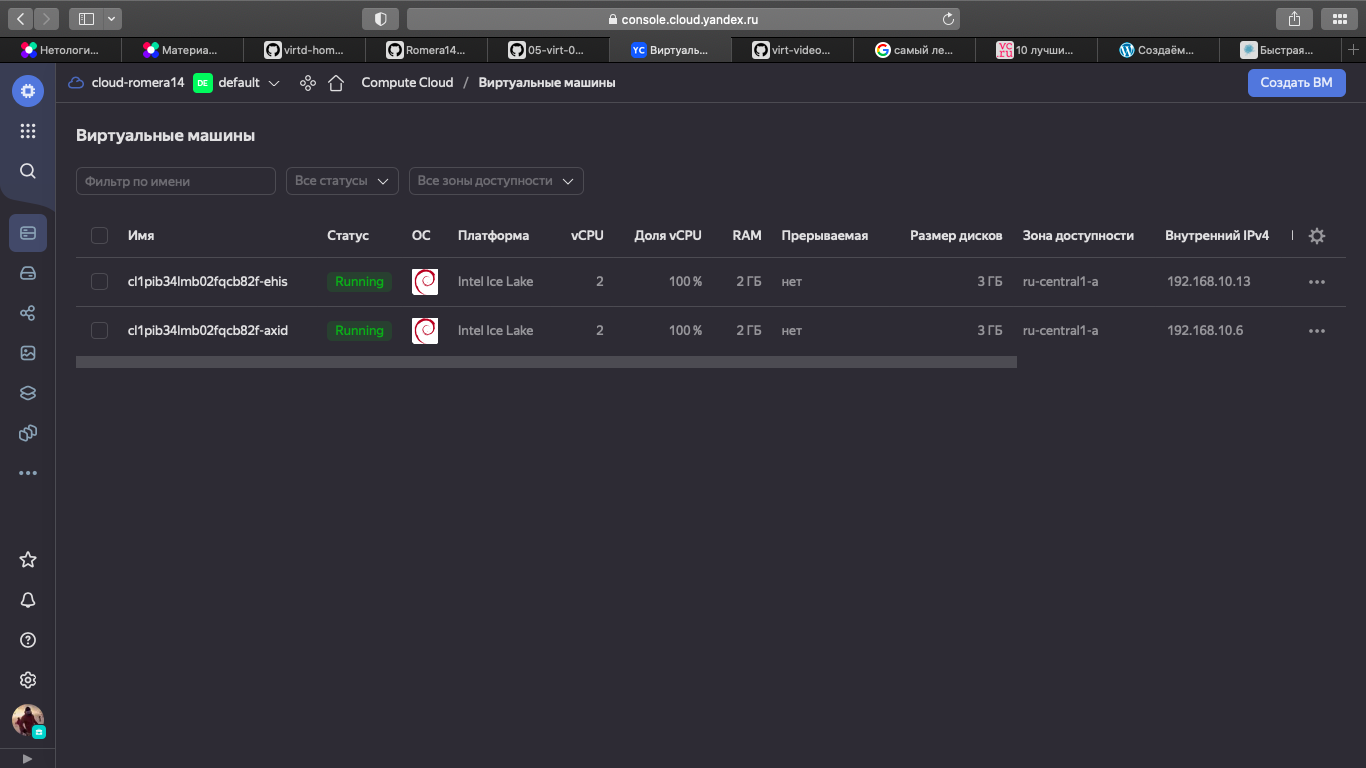 console.cloud.yandex.ru
Нетологи...
Материа...
virtd-hom...
Romera14...
05-virt-0...
YC Виртуаль...
virt-video...
самый ле...
vc ru 10 лучши...
Создаём...
Быстрая...
cloud-romera14 DE default Compute Cloud / Виртуальные машины Создать ВМ
Виртуальные машины
Фильтр по имени Все статусы Все зоны доступности
Имя Статус ОС Платформа vCPU Доля vCPU RAM Прерываемая Размер дисков Зона доступности Внутренний IPv4
cl1pib34lmb02fqcb82f-ehis Running Intel Ice Lake 2 100 % 2 ГБ нет 3 ГБ ru-central1-a 192.168.10.13
cl1pib34lmb02fqcb82f-axid Running Intel Ice Lake 2 100 % 2 ГБ нет 3 ГБ ru-central1-a 192.168.10.6